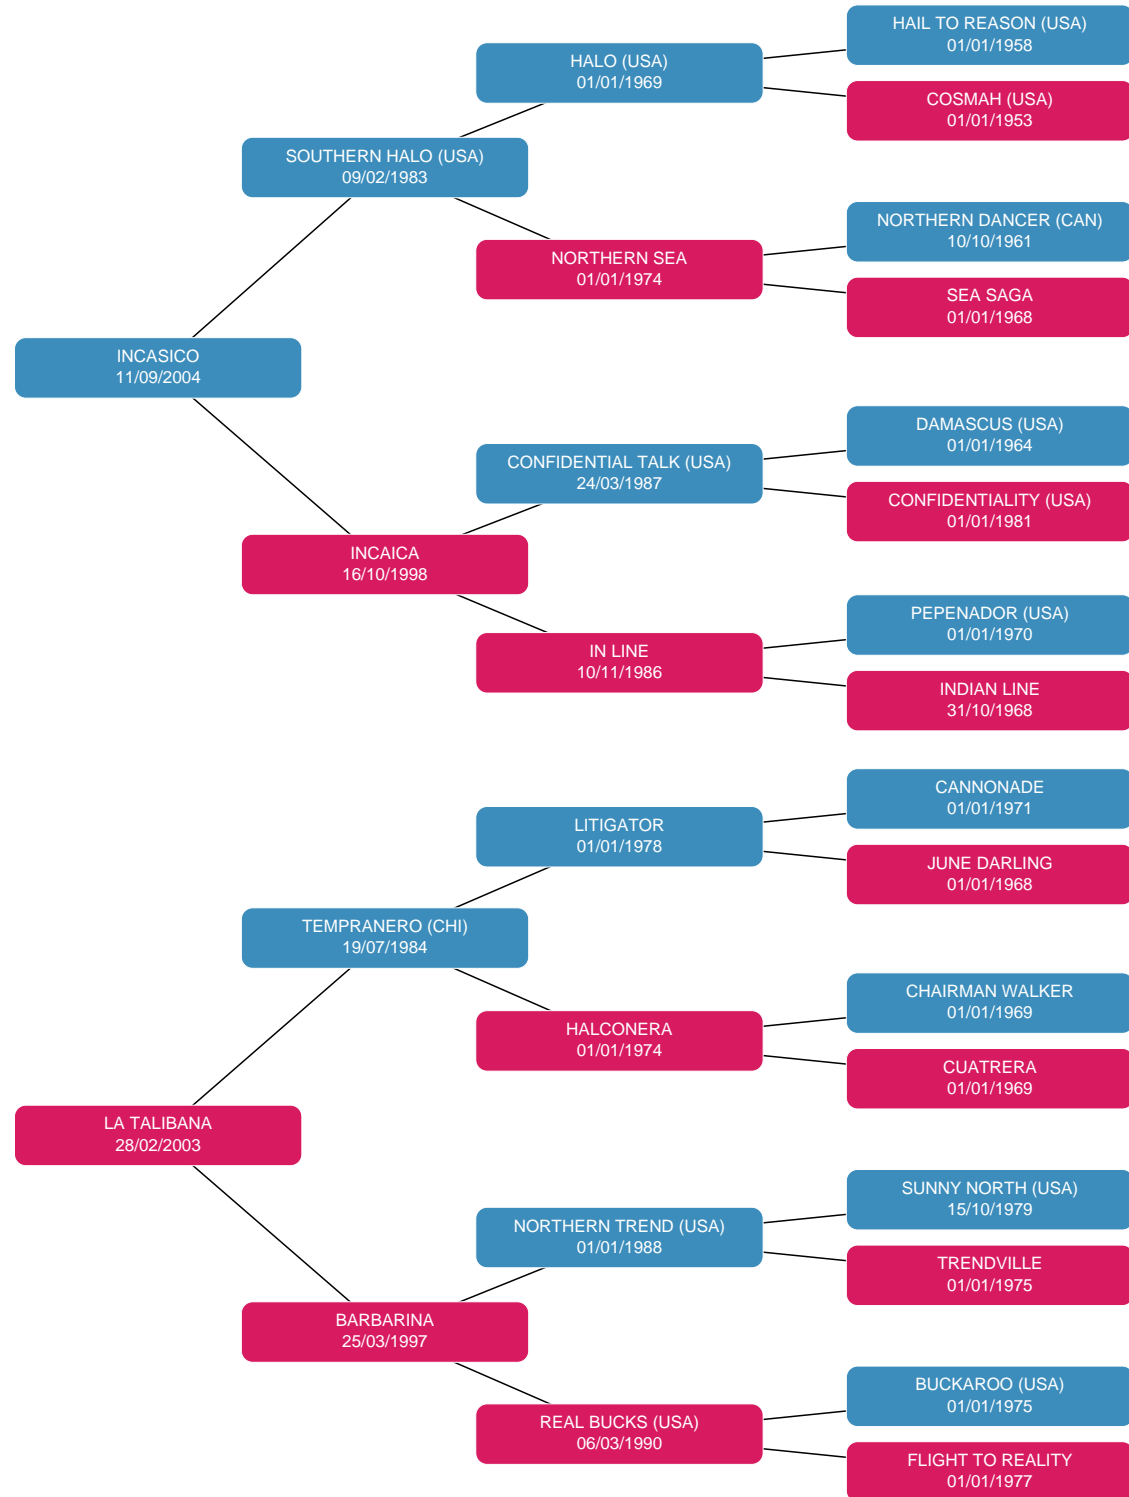 HAIL TO REASON (USA)
01/01/1958
HALO (USA)
01/01/1969
COSMAH (USA)
01/01/1953
SOUTHERN HALO (USA)
09/02/1983
NORTHERN DANCER (CAN)
10/10/1961
NORTHERN SEA
01/01/1974
SEA SAGA
01/01/1968
INCASICO
11/09/2004
DAMASCUS (USA)
01/01/1964
CONFIDENTIAL TALK (USA)
24/03/1987
CONFIDENTIALITY (USA)
01/01/1981
INCAICA
16/10/1998
PEPENADOR (USA)
01/01/1970
IN LINE
10/11/1986
INDIAN LINE
31/10/1968
CANNONADE
01/01/1971
LITIGATOR
01/01/1978
JUNE DARLING
01/01/1968
TEMPRANERO (CHI)
19/07/1984
CHAIRMAN WALKER
01/01/1969
HALCONERA
01/01/1974
CUATRERA
01/01/1969
LA TALIBANA
28/02/2003
SUNNY NORTH (USA)
15/10/1979
NORTHERN TREND (USA)
01/01/1988
TRENDVILLE
01/01/1975
BARBARINA
25/03/1997
BUCKAROO (USA)
01/01/1975
REAL BUCKS (USA)
06/03/1990
FLIGHT TO REALITY
01/01/1977